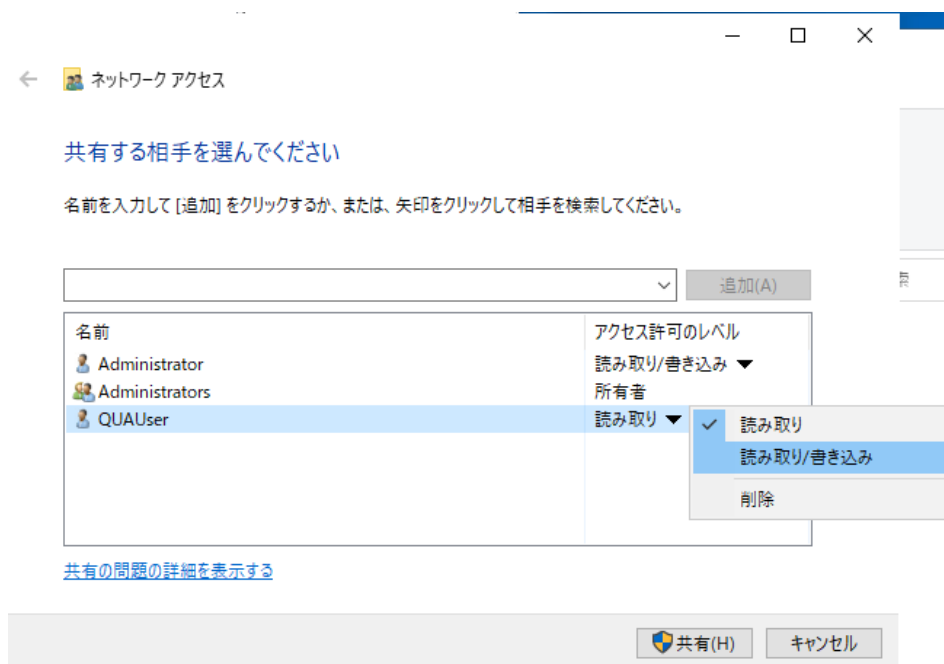 ネットワーク アクセス
共有する相手を選んでください
名前を入力して [追加] をクリックするか、または、矢印をクリックして相手を検索してください。
追加(A)
索
名前 アクセス許可のレベル
Administrator 読み取り/書き込み
Administrators 所有者
QUAUser 読み取り
読み取り
読み取り/書き込み
削除
共有の問題の詳細を表示する
共有(H) キャンセル